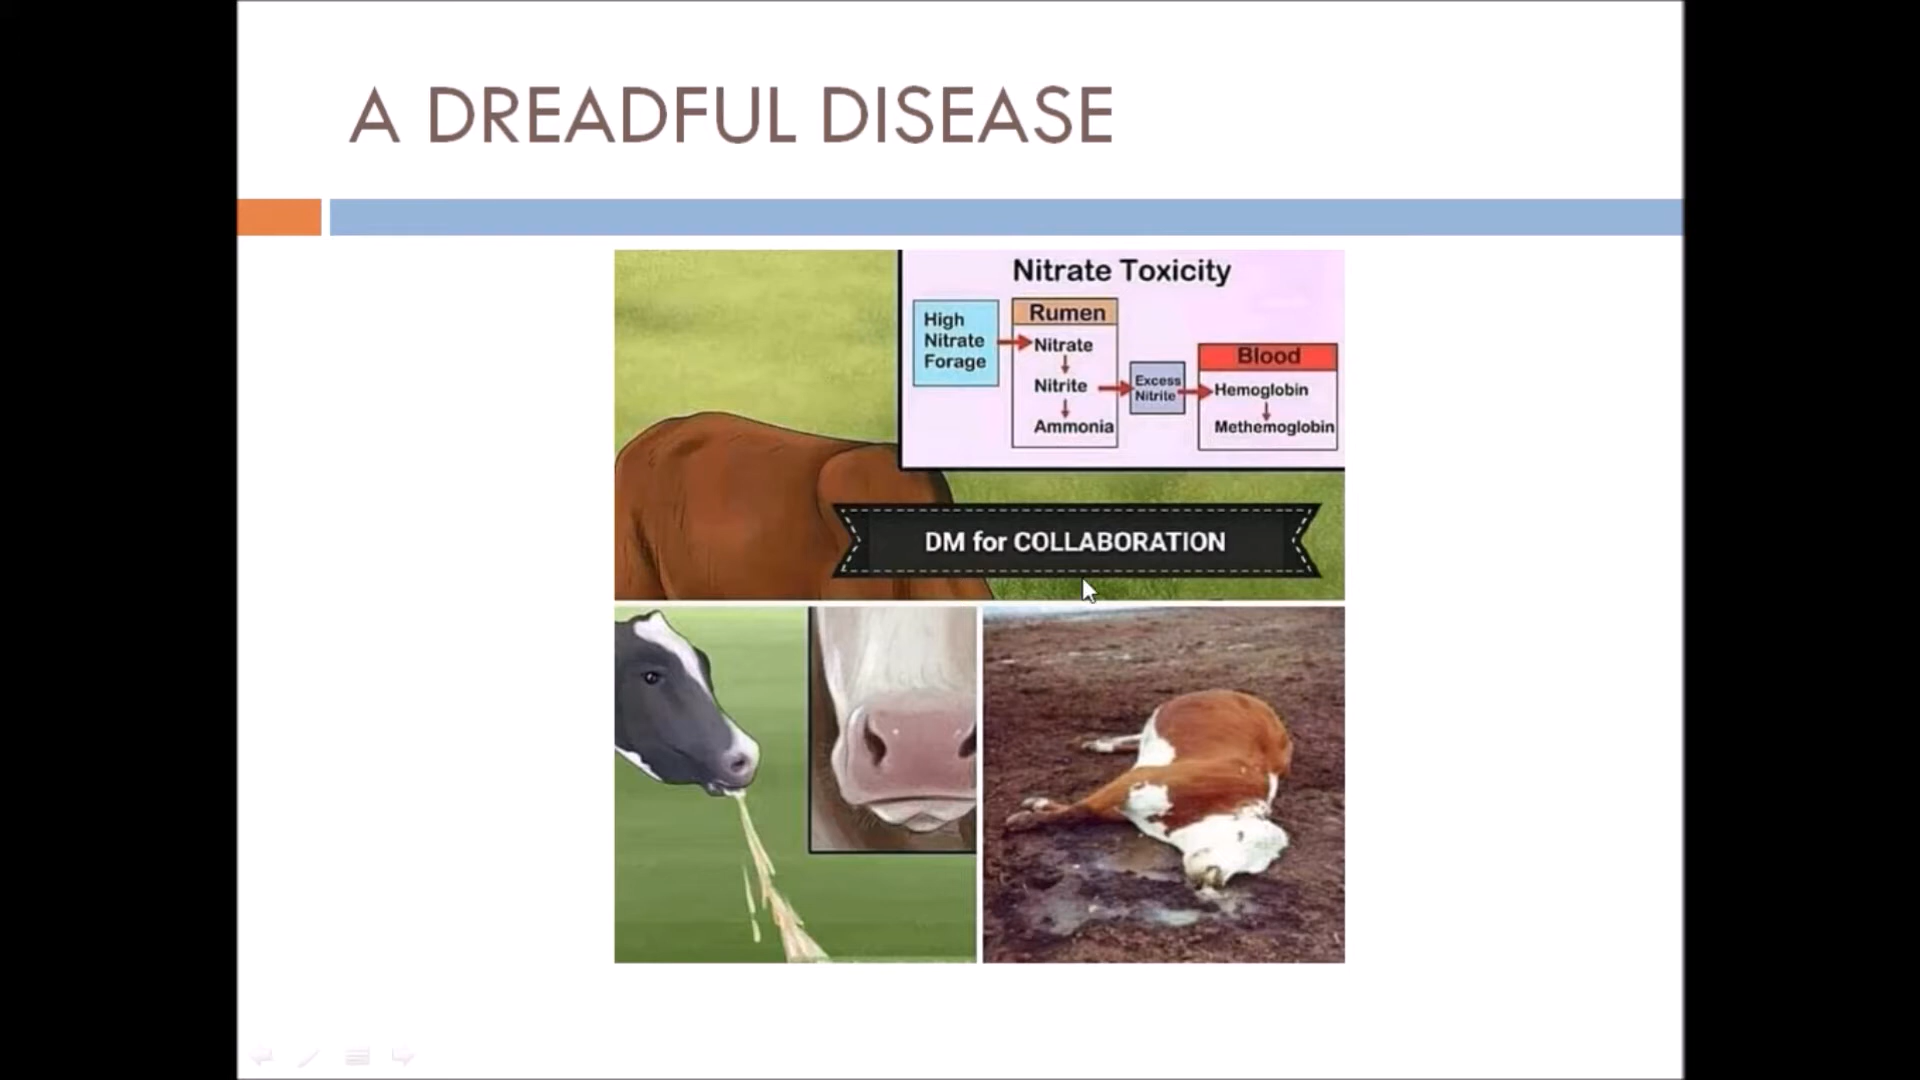 A DREADFUL DISEASE
Nitrate Toxicity
High
Nitrate
Forage
Rumen
Nitrate
Nitrite
Ammonia
Excess
Nitrite
Blood
Hemoglobin
Methemoglobin
DM for COLLABORATION